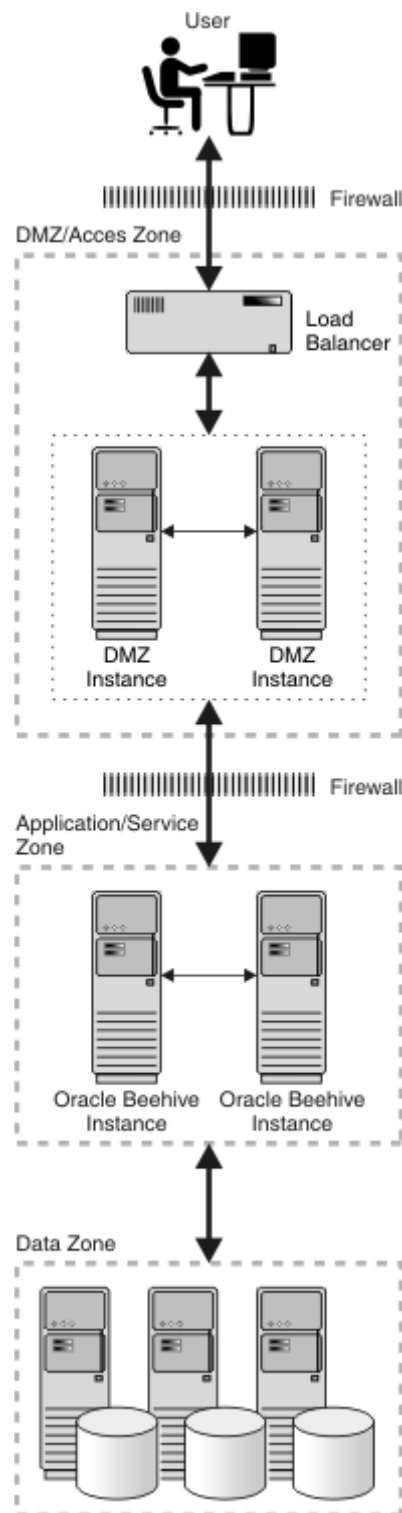 User
Firewall
DMZ/Acces Zone
Load
Balancer
DMZ
Instance
DMZ
Instance
Firewall
Application/Service
Zone
Oracle Beehive
Instance
Oracle Beehive
Instance
Data Zone